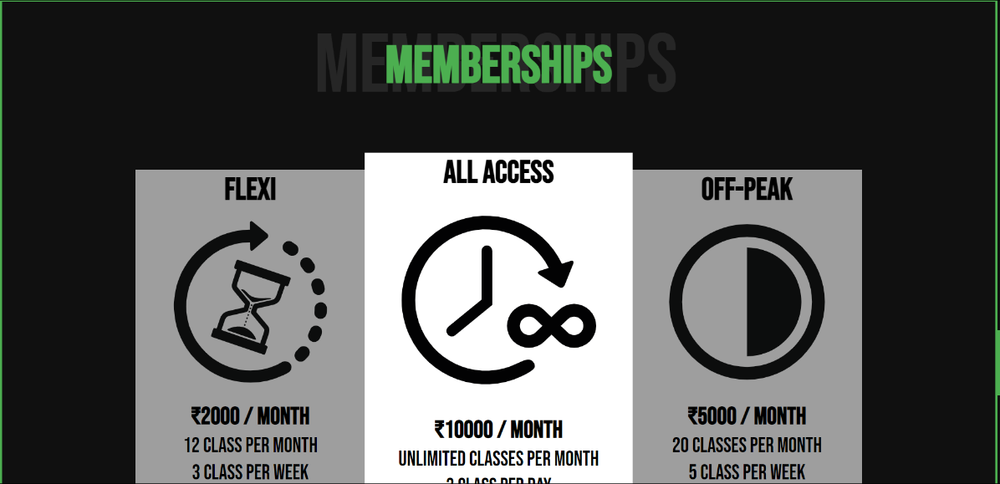 MEMBERSHIPS
MEMBERSHIPS
FLEXI
₹2000 / MONTH
12 CLASS PER MONTH
3 CLASS PER WEEK
ALL ACCESS
₹10000 / MONTH
UNLIMITED CLASSES PER MONTH
CLASS PER DAY
OFF-PEAK
₹5000 / MONTH
20 CLASSES PER MONTH
5 CLASS PER WEEK